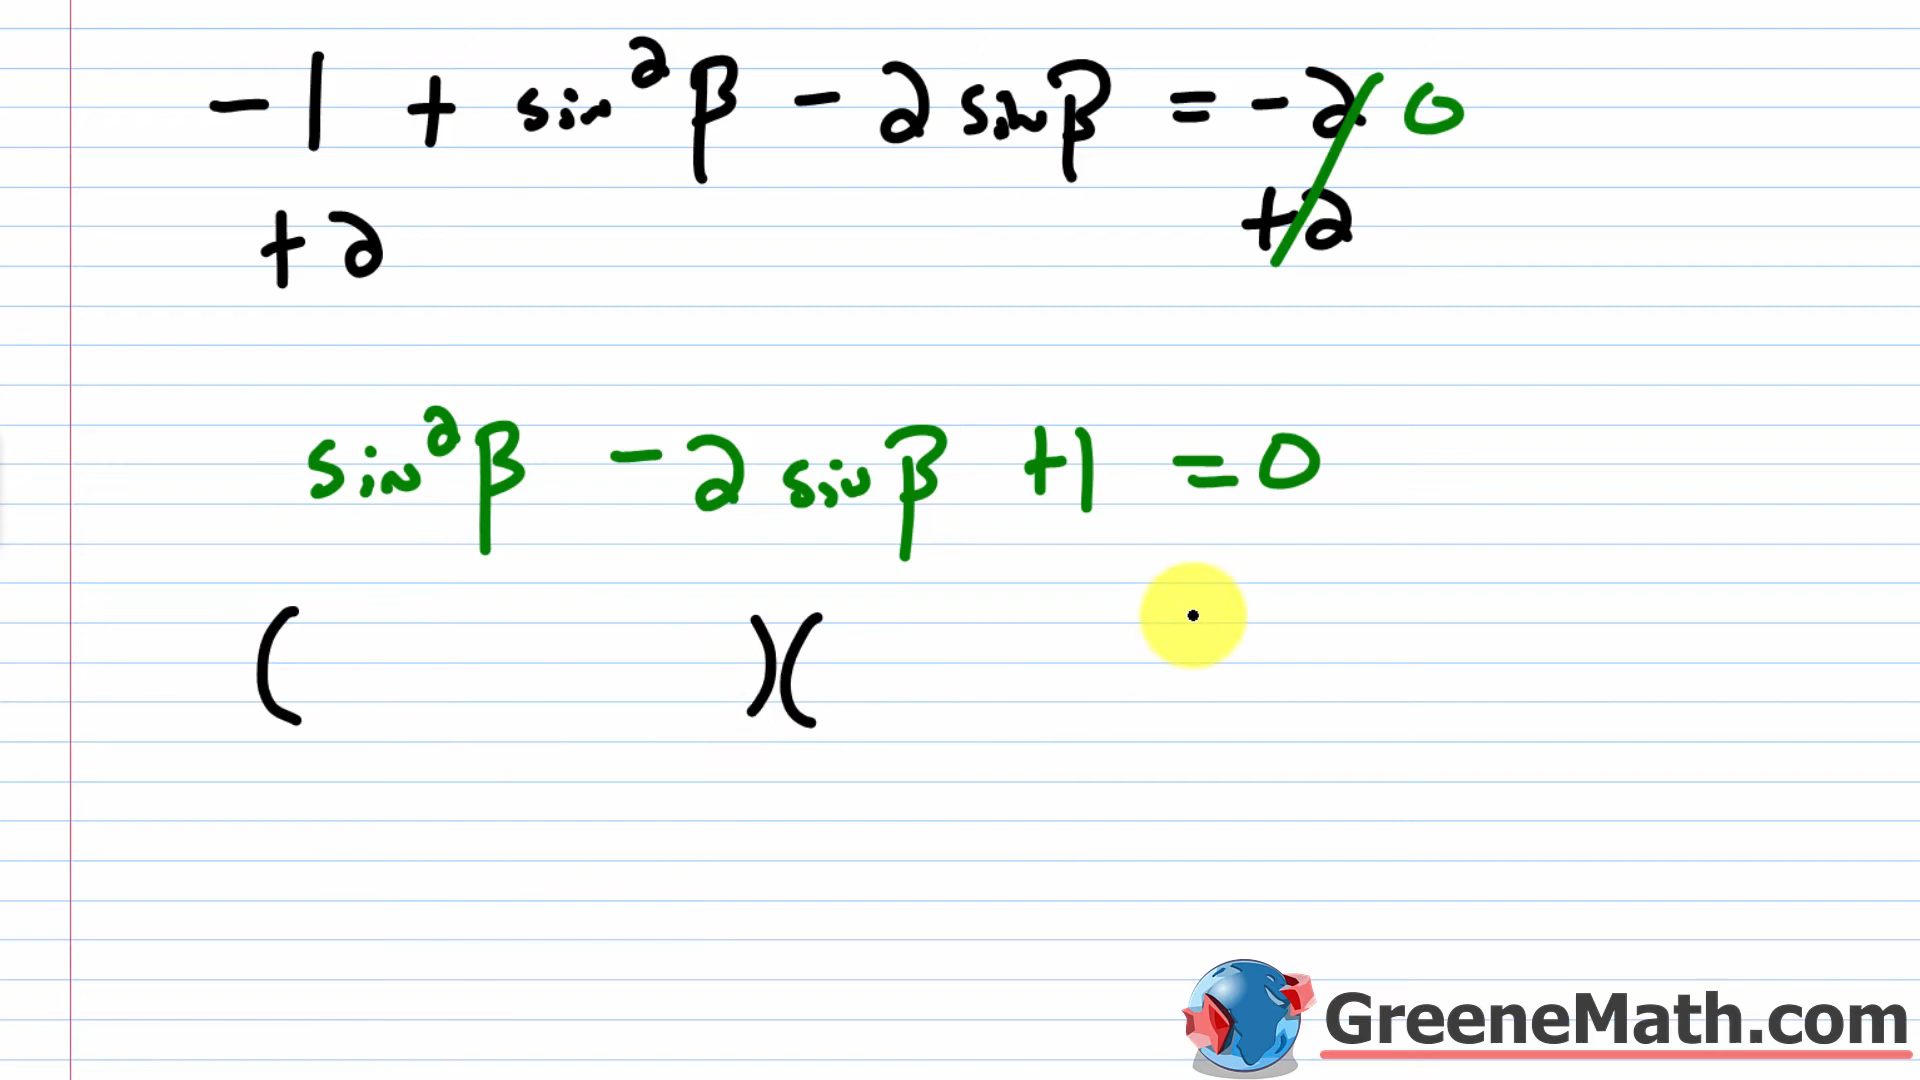 -1 + sin²β - 2 sinβ = -2 0
+2 +2
sin²β - 2 sinβ +1 = 0
( )(
GreeneMath.com